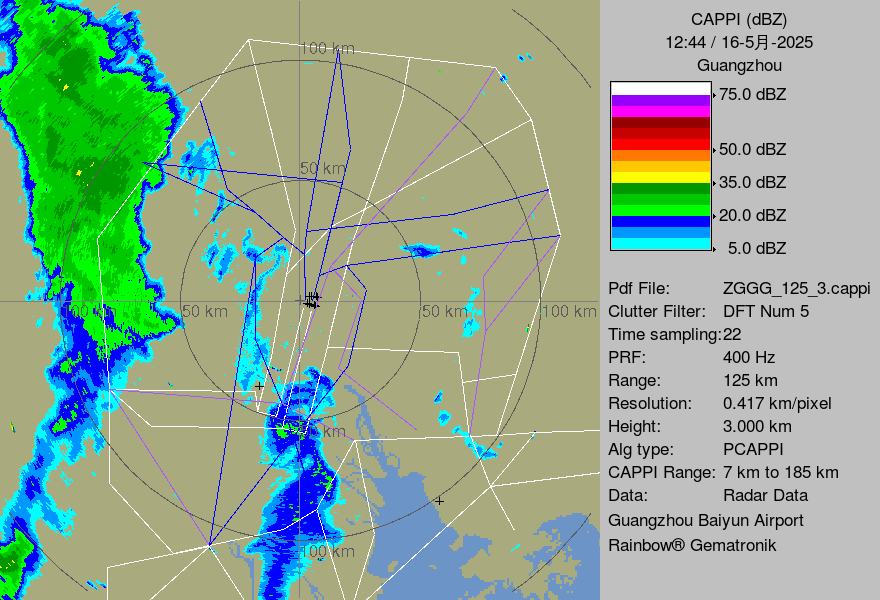 100 km
50 km
100 km
50 km
50 km
100 km
50 km
100 km
CAPPI (dBZ)
12:44 / 16-5月-2025
Guangzhou
75.0 dBZ
50.0 dBZ
35.0 dBZ
20.0 dBZ
5.0 dBZ
Pdf File: ZGGG_125_3.cappi
Clutter Filter: DFT Num 5
Time sampling:22
PRF: 400 Hz
Range: 125 km
Resolution: 0.417 km/pixel
Height: 3.000 km
Alg type: PCAPPI
CAPPI Range: 7 km to 185 km
Data: Radar Data
Guangzhou Baiyun Airport
Rainbow® Gematronik